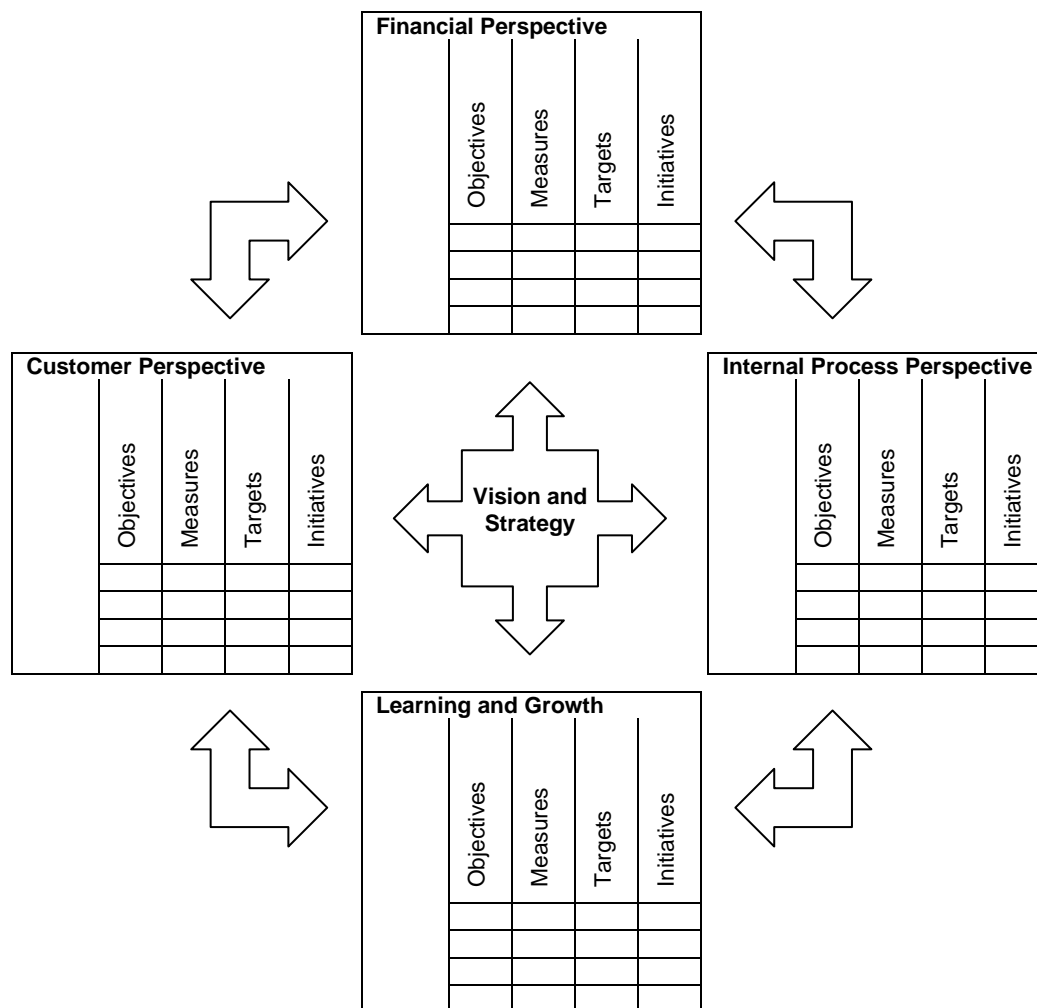 Financial Perspective
Objectives
Measures
Targets
Initiatives
Customer Perspective
Objectives
Measures
Targets
Initiatives
Vision and
Strategy
Internal Process Perspective
Objectives
Measures
Targets
Initiatives
Learning and Growth
Objectives
Measures
Targets
Initiatives